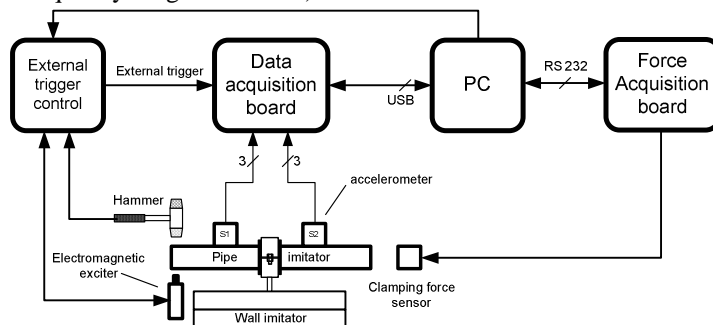 External
trigger
control
External trigger
Data
acquisition
board
USB
PC
RS 232
Force
Acquisition
board
3
3
accelerometer
Hammer
S1
S2
Pipe
imitator
Electromagnetic
exciter
Clamping force
sensor
Wall imitator